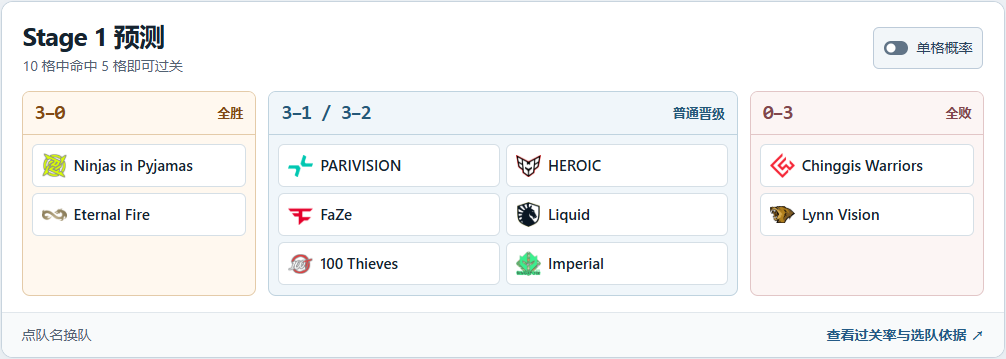 Stage 1 预测
10 格中命中 5 格即可过关
单格概率
3–0 全胜
Ninjas in Pyjamas
Eternal Fire
3–1 / 3–2 普通晋级
PARIVISION HEROIC
FaZe Liquid
100 Thieves Imperial
0–3 全败
Chinggis Warriors
Lynn Vision
点队名换队
查看过关率与选队依据 ↗